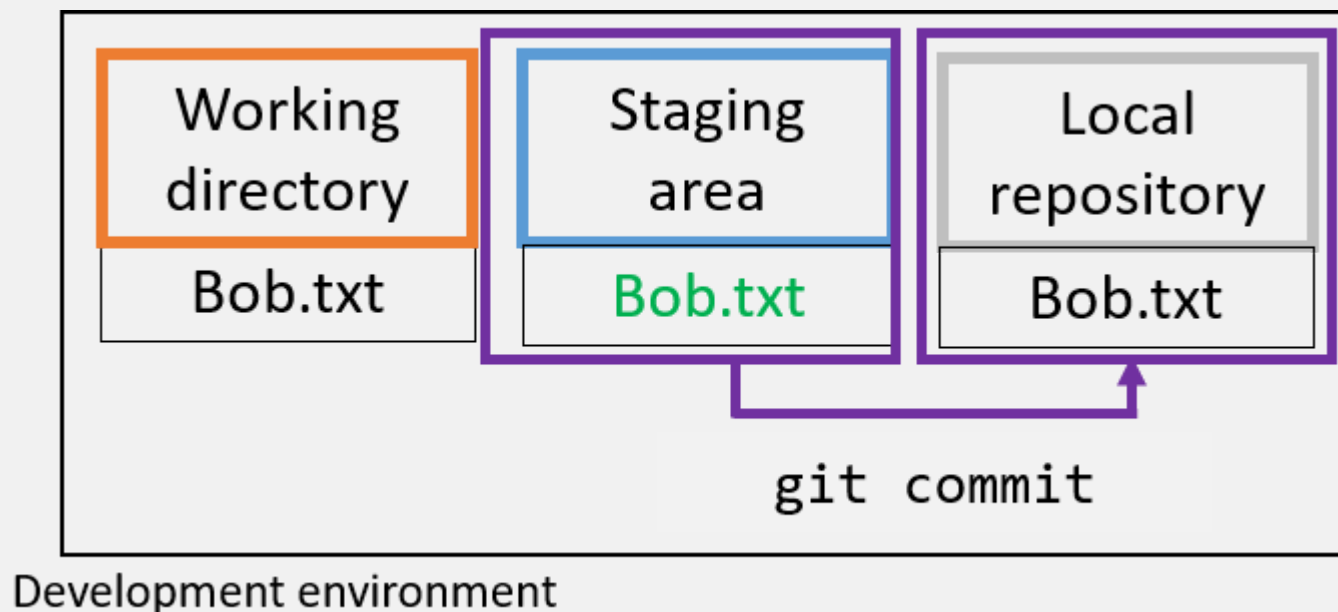 Working
directory
Bob.txt
Staging
area
Bob.txt
Local
repository
Bob.txt
git commit
Development environment